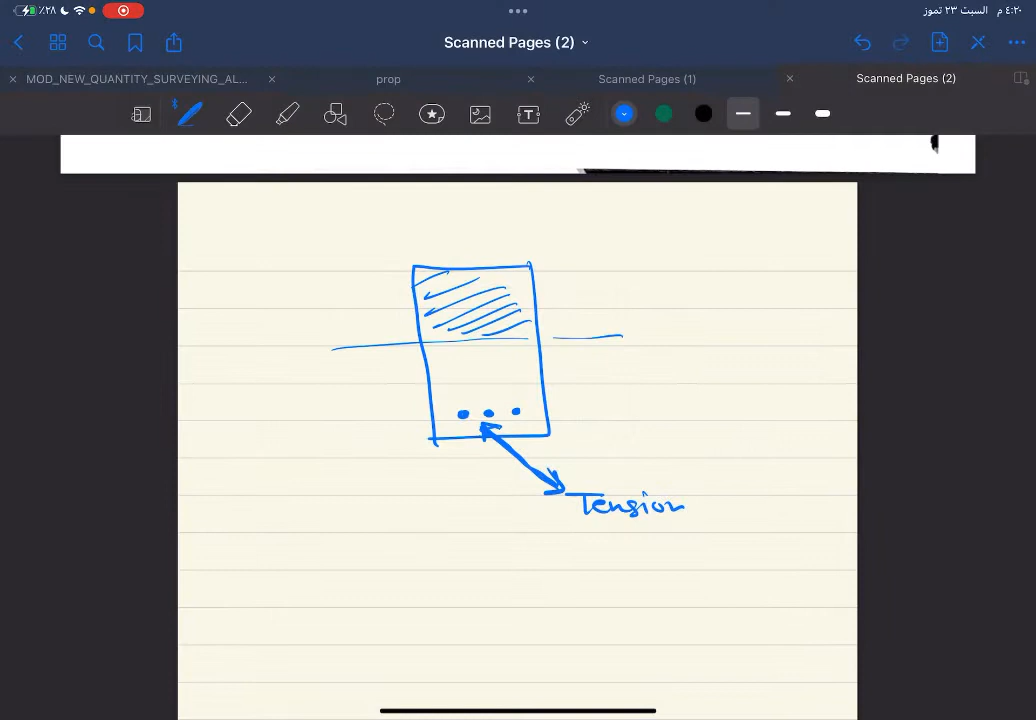 ٪٢٨ السبت ٢٣ تموز ٤:٢٠ م
Scanned Pages (2)
MOD_NEW_QUANTITY_SURVEYING_AL... prop Scanned Pages (1) Scanned Pages (2)
T
Tension